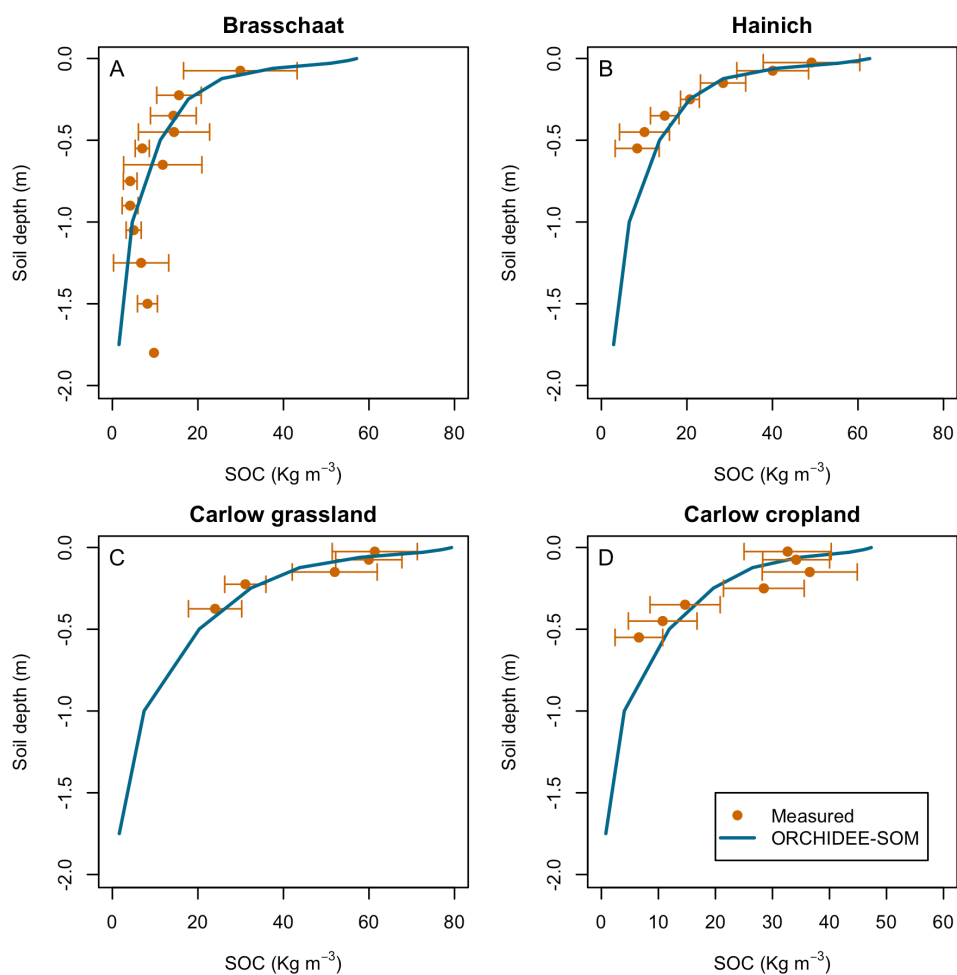 Brasschaat
A
0.0
-0.5
-1.0
-1.5
-2.0
Soil depth (m)
0 20 40 60 80
SOC (Kg m⁻³)
Hainich
B
0.0
-0.5
-1.0
-1.5
-2.0
Soil depth (m)
0 20 40 60 80
SOC (Kg m⁻³)
Carlow grassland
C
0.0
-0.5
-1.0
-1.5
-2.0
Soil depth (m)
0 20 40 60 80
SOC (Kg m⁻³)
Carlow cropland
D
0.0
-0.5
-1.0
-1.5
-2.0
Soil depth (m)
Measured
ORCHIDEE-SOM
0 10 20 30 40 50 60
SOC (Kg m⁻³)